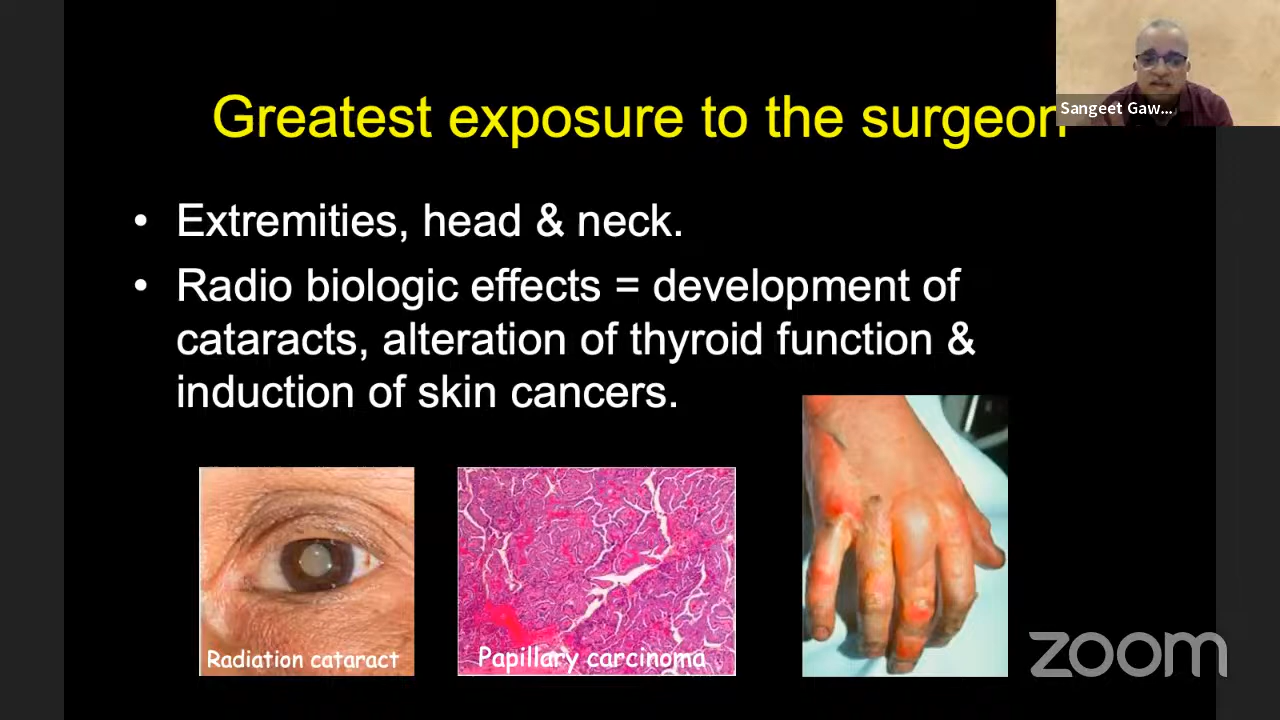 Greatest exposure to the surgeon
Sangeet Gaw...
• Extremities, head & neck.
• Radio biologic effects = development of
cataracts, alteration of thyroid function &
induction of skin cancers.
Radiation cataract
Papillary carcinoma
zoom